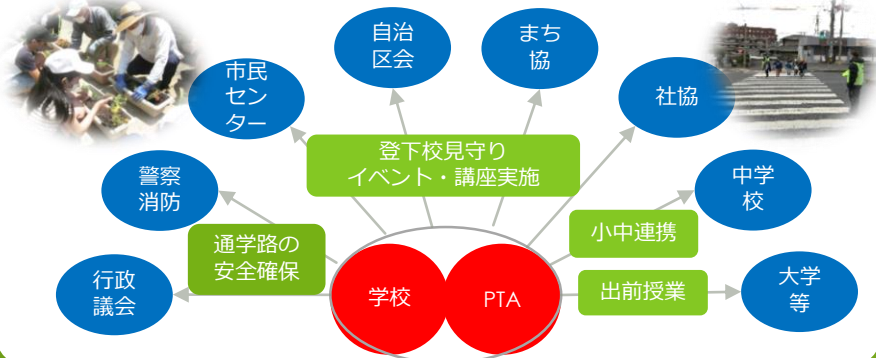 自治
区会
まち
協
市民
セン
ター
社協
登下校見守り
イベント・講座実施
警察
消防
中学
校
通学路の
安全確保
小中連携
行政
議会
学校
PTA
出前授業
大学
等